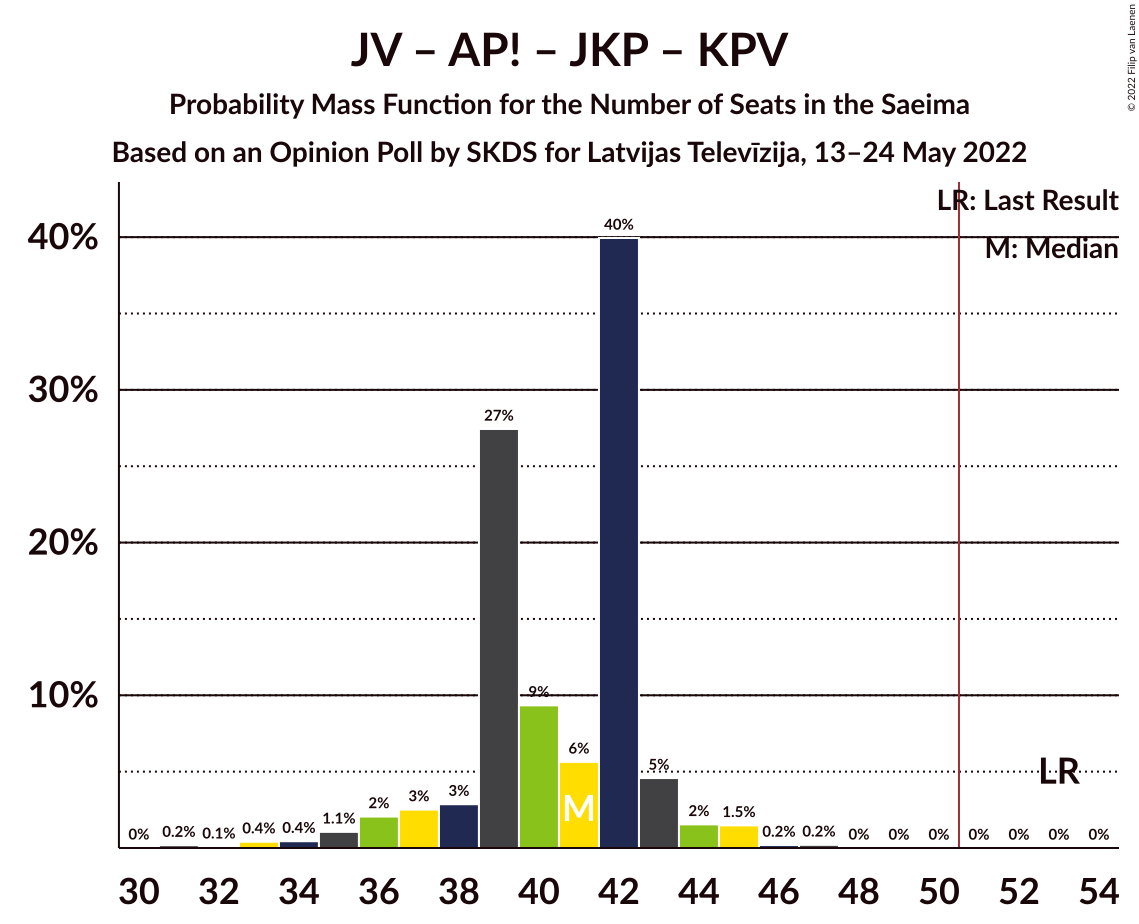 © 2022 Filip van Laenen
JV – AP! – JKP – KPV
Probability Mass Function for the Number of Seats in the Saeima
Based on an Opinion Poll by SKDS for Latvijas Televīzija, 13–24 May 2022
LR: Last Result
M: Median
40%
30%
20%
10%
0% 0.2% 0.1% 0.4% 0.4% 1.1% 2% 3% 3% 27% 9% 6% 40% 5% 2% 1.5% 0.2% 0.2% 0% 0% 0% 0% 0% 0% 0%
M
LR
30 32 34 36 38 40 42 44 46 48 50 52 54